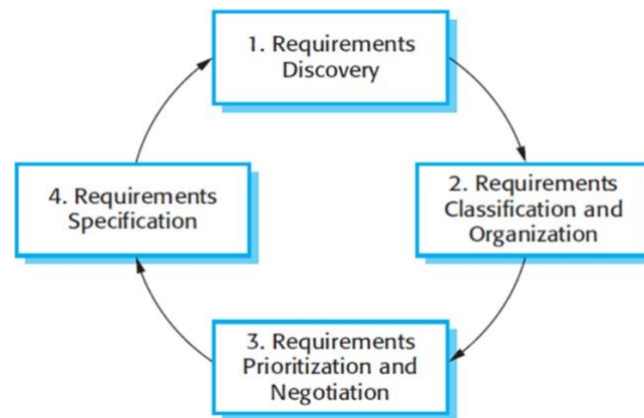 1. Requirements
Discovery
2. Requirements
Classification and
Organization
3. Requirements
Prioritization and
Negotiation
4. Requirements
Specification